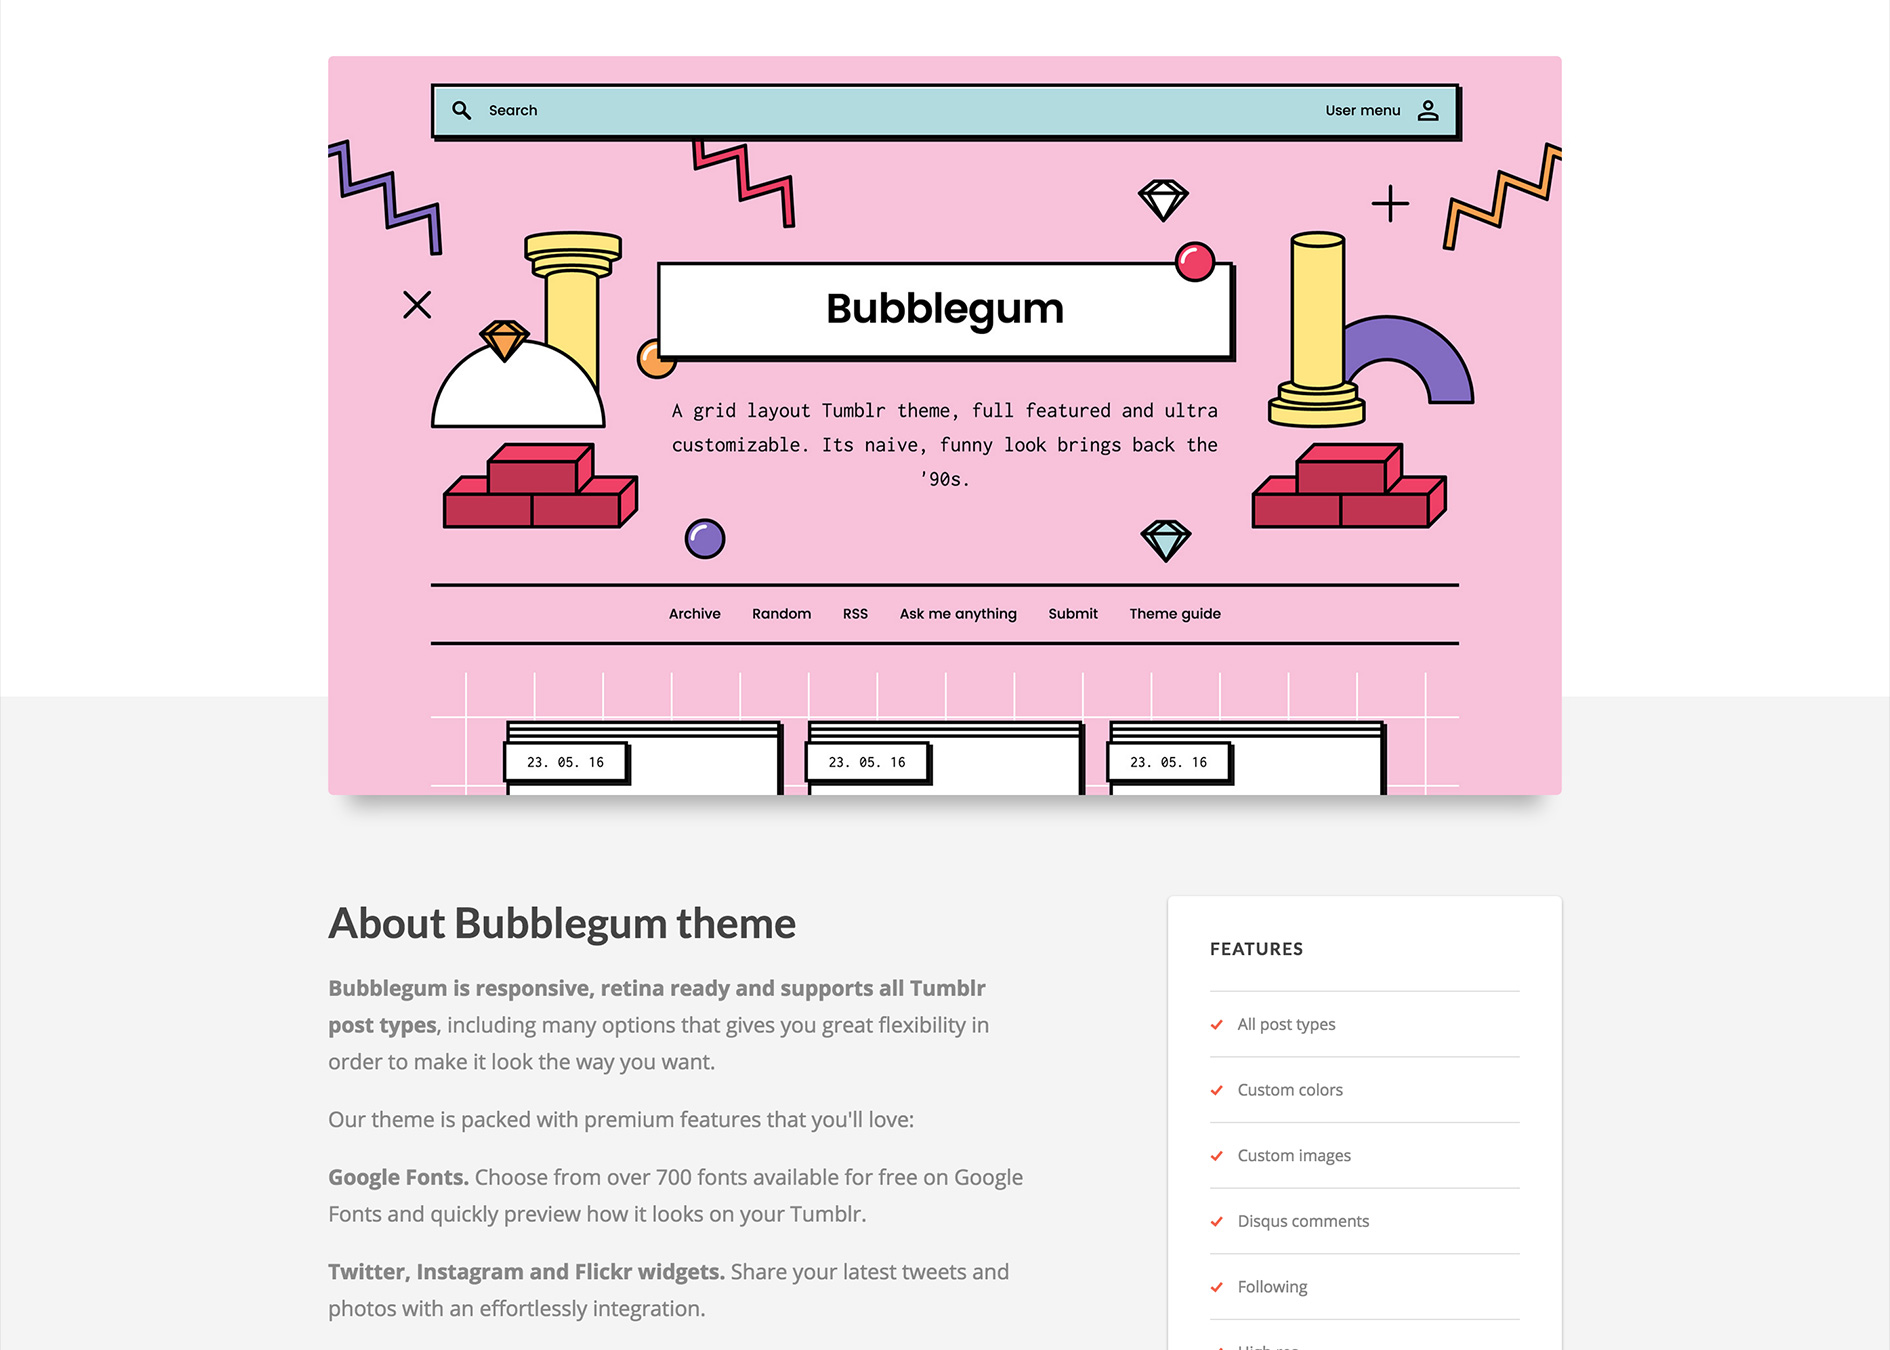 Search
User menu
Bubblegum
A grid layout Tumblr theme, full featured and ultra
customizable. Its naive, funny look brings back the
'90s.
Archive Random RSS Ask me anything Submit Theme guide
23. 05. 16
23. 05. 16
23. 05. 16
About Bubblegum theme
Bubblegum is responsive, retina ready and supports all Tumblr
post types, including many options that gives you great flexibility in
order to make it look the way you want.
Our theme is packed with premium features that you'll love:
Google Fonts. Choose from over 700 fonts available for free on Google
Fonts and quickly preview how it looks on your Tumblr.
Twitter, Instagram and Flickr widgets. Share your latest tweets and
photos with an effortlessly integration.
FEATURES
All post types
Custom colors
Custom images
Disqus comments
Following